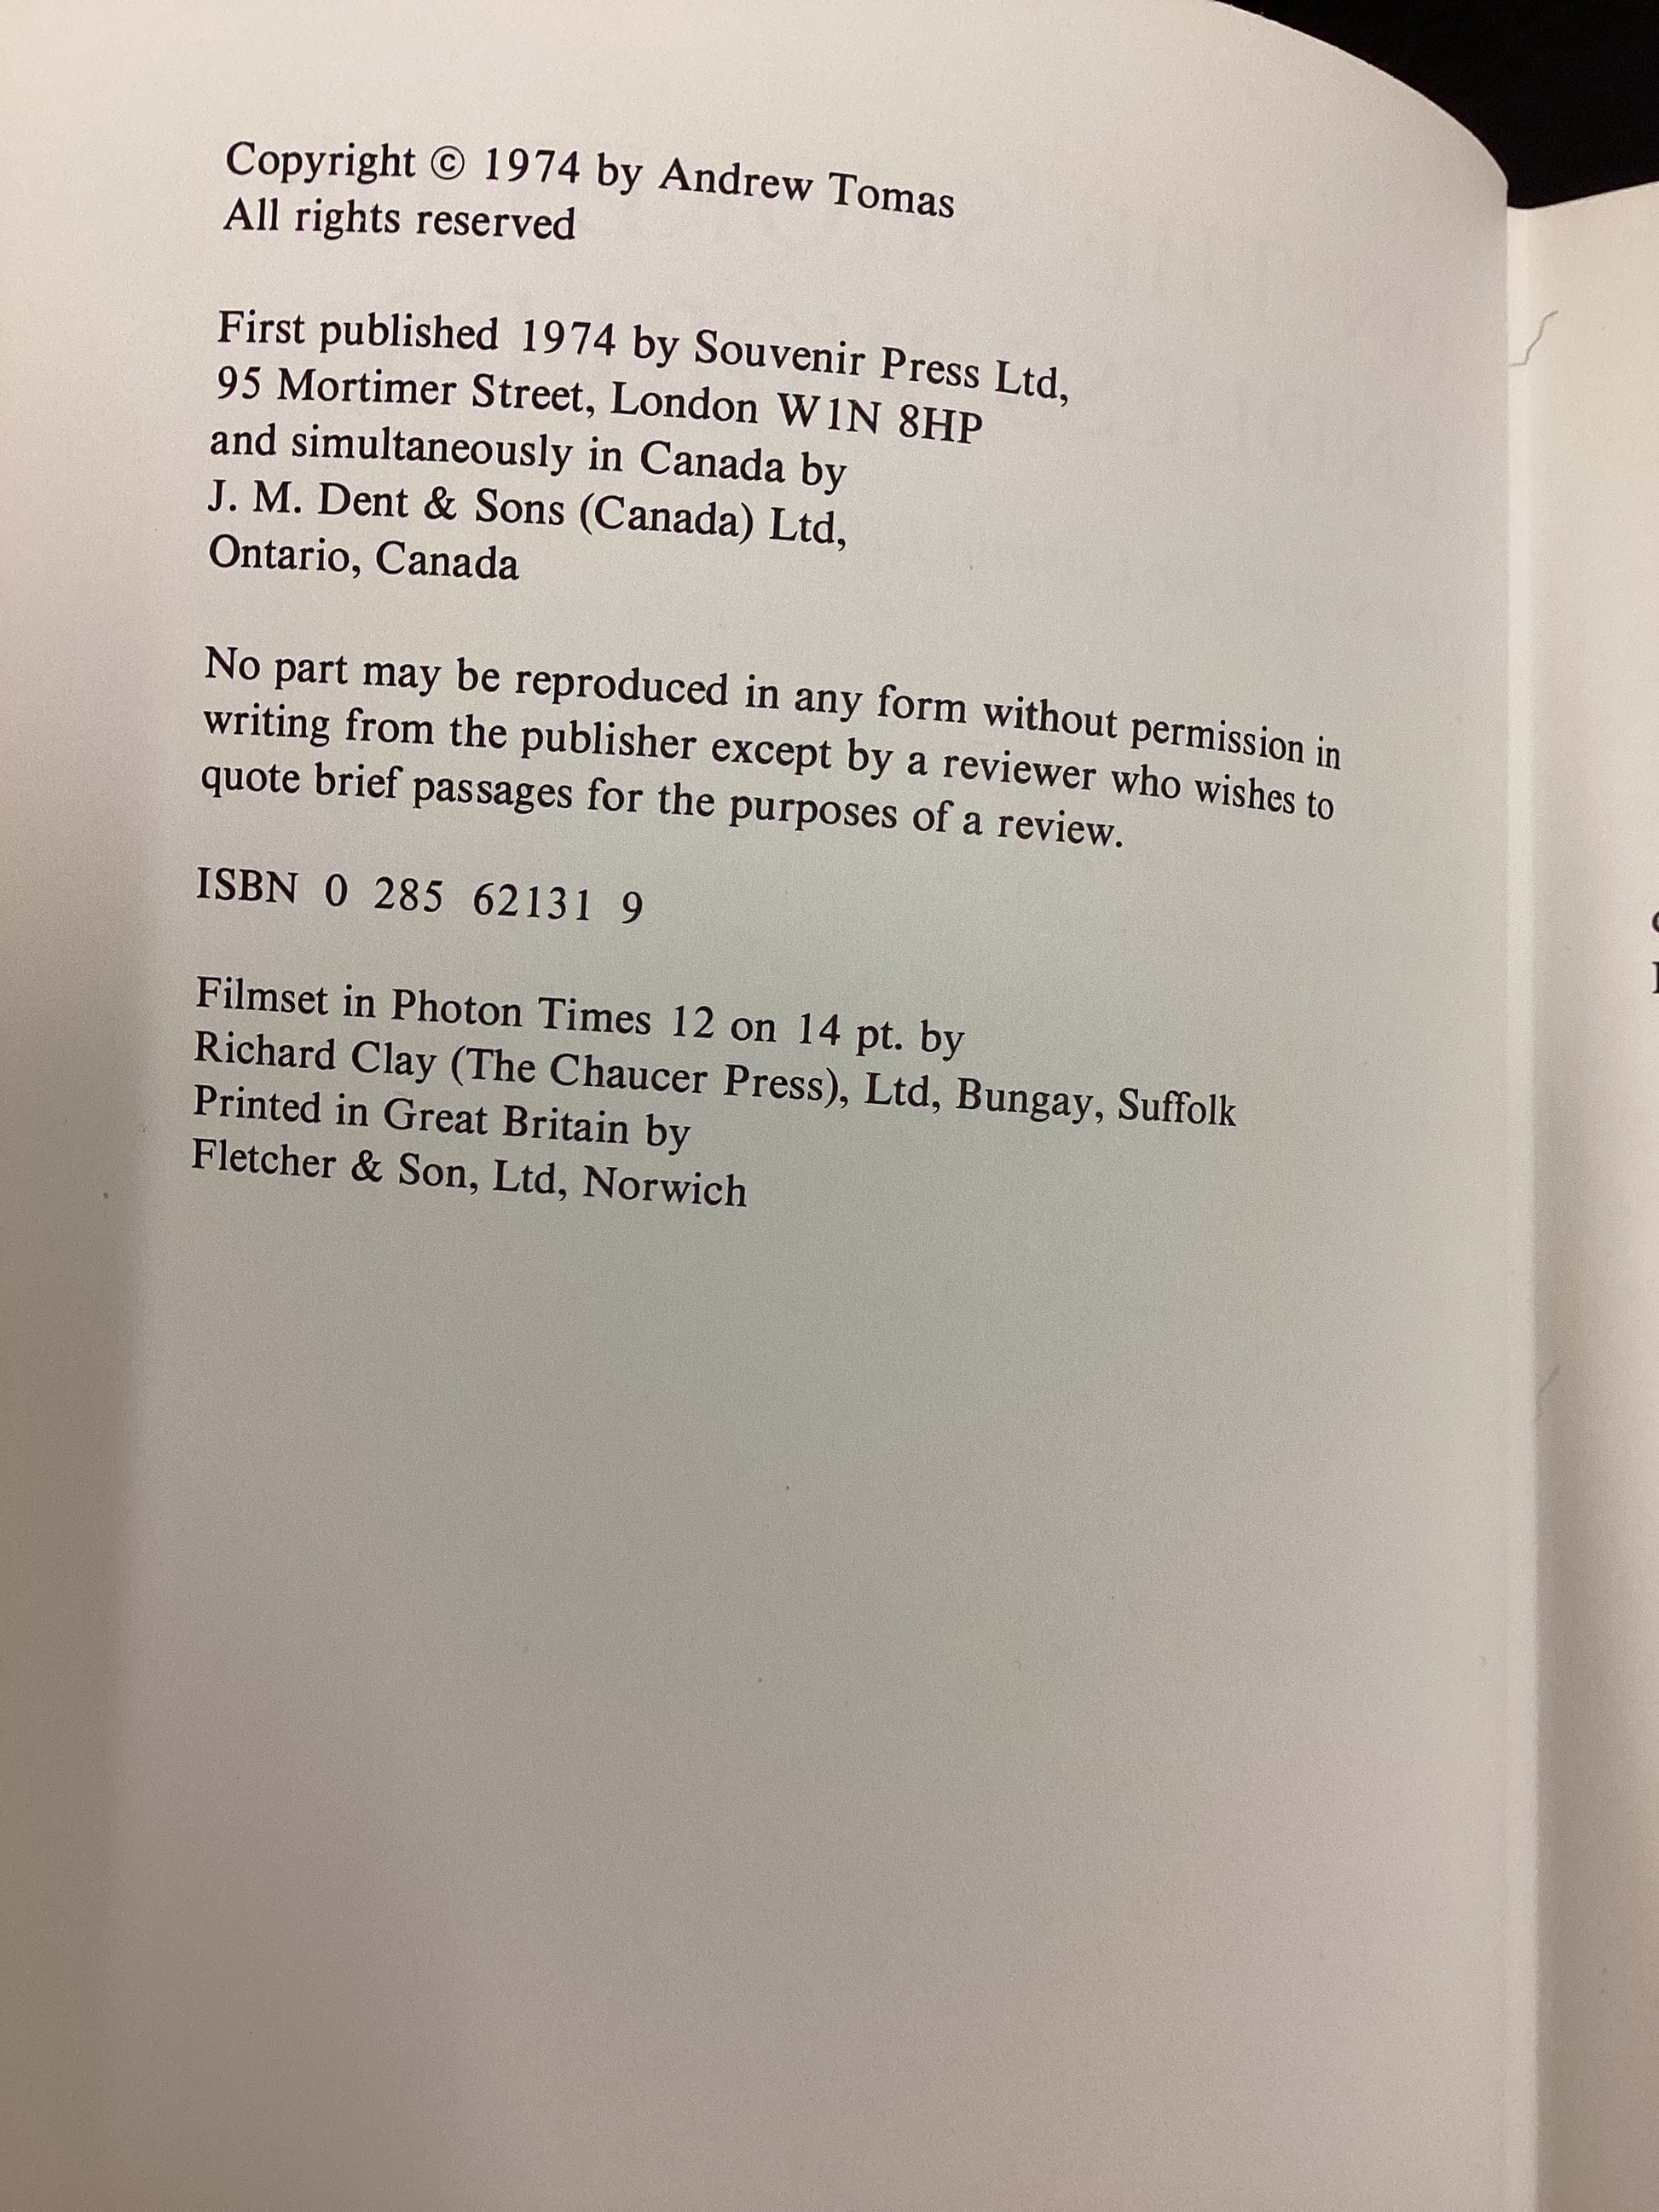 Copyright © 1974 by Andrew Tomas
All rights reserved
First published 1974 by Souvenir Press Ltd,
95 Mortimer Street, London W1N 8HP
and simultaneously in Canada by
J. M. Dent & Sons (Canada) Ltd,
Ontario, Canada
No part may be reproduced in any form without permission in
writing from the publisher except by a reviewer who wishes to
quote brief passages for the purposes of a review.
ISBN 0 285 62131 9
Filmset in Photon Times 12 on 14 pt. by
Richard Clay (The Chaucer Press), Ltd, Bungay, Suffolk
Printed in Great Britain by
Fletcher & Son, Ltd, Norwich